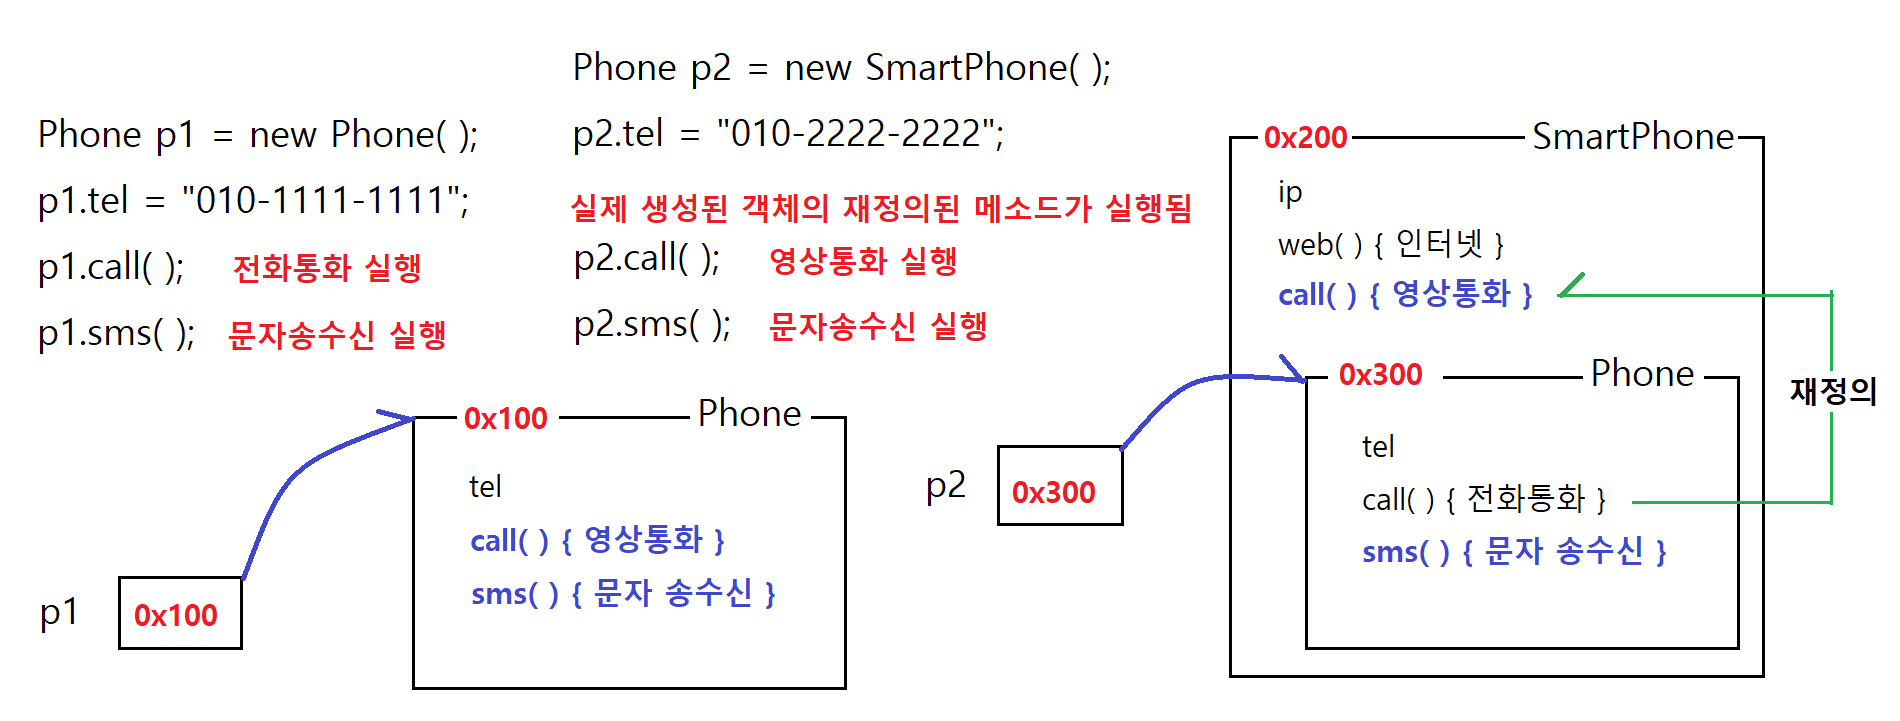 Phone p1 = new Phone( );
p1.tel = "010-1111-1111";
p1.call( ); 전화통화 실행
p1.sms( ); 문자송수신 실행
Phone p2 = new SmartPhone( );
p2.tel = "010-2222-2222";
실제 생성된 객체의 재정의된 메소드가 실행됨
p2.call( ); 영상통화 실행
p2.sms( ); 문자송수신 실행
p1
0x100
0x100 Phone
tel
call( ) { 영상통화 }
sms( ) { 문자 송수신 }
p2
0x300
0x200 SmartPhone
ip
web( ) { 인터넷 }
call( ) { 영상통화 }
0x300 Phone
tel
call( ) { 전화통화 }
sms( ) { 문자 송수신 }
재정의